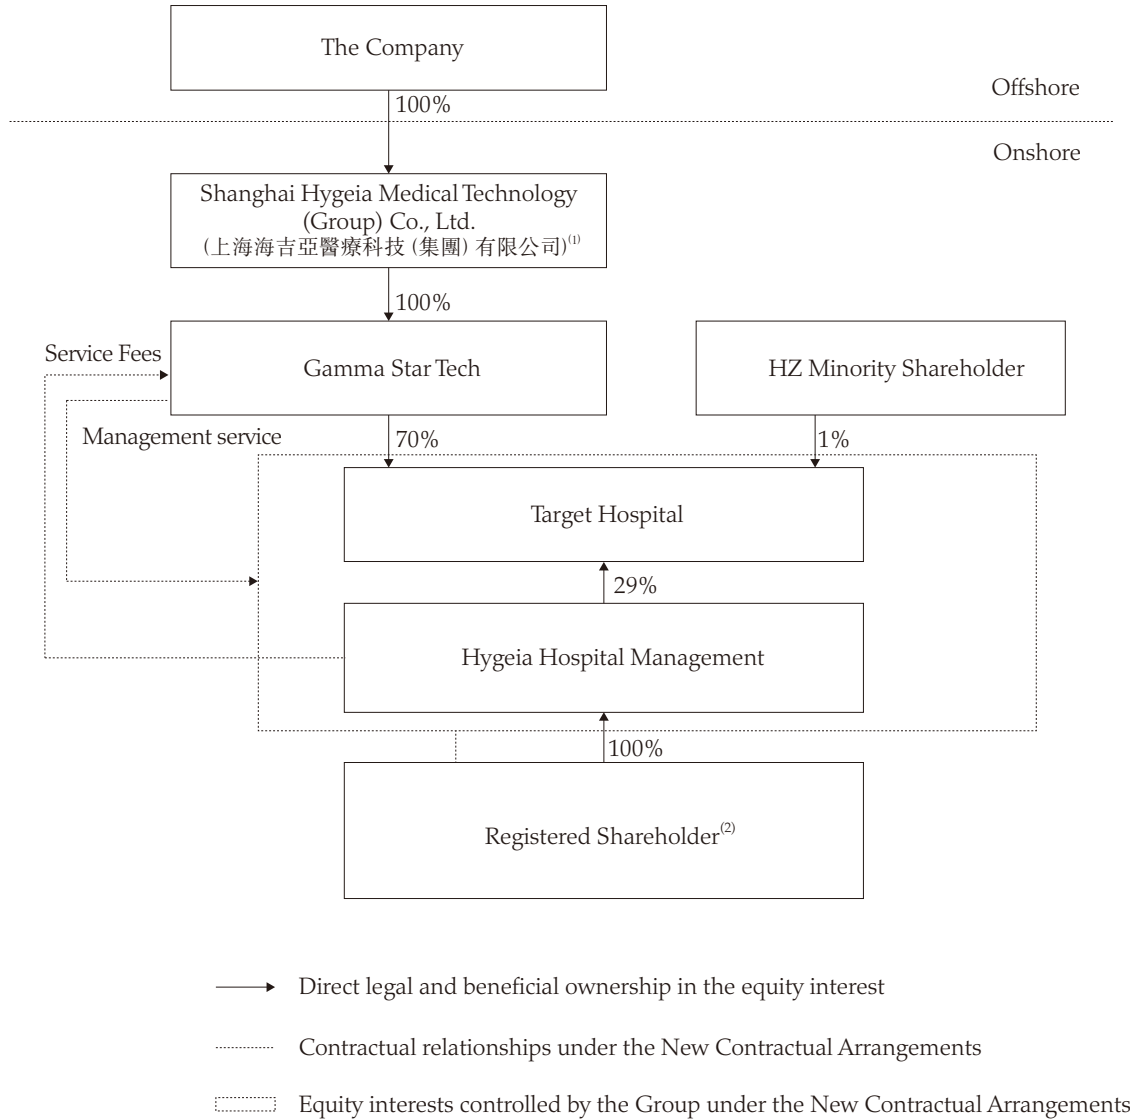 The Company
Offshore
100%
Onshore
Shanghai Hygeia Medical Technology
(Group) Co., Ltd.
(上海海吉亞醫療科技 (集團) 有限公司)(1)
100%
Service Fees
Gamma Star Tech
HZ Minority Shareholder
Management service
70%
1%
Target Hospital
29%
Hygeia Hospital Management
100%
Registered Shareholder(2)
Direct legal and beneficial ownership in the equity interest
Contractual relationships under the New Contractual Arrangements
Equity interests controlled by the Group under the New Contractual Arrangements